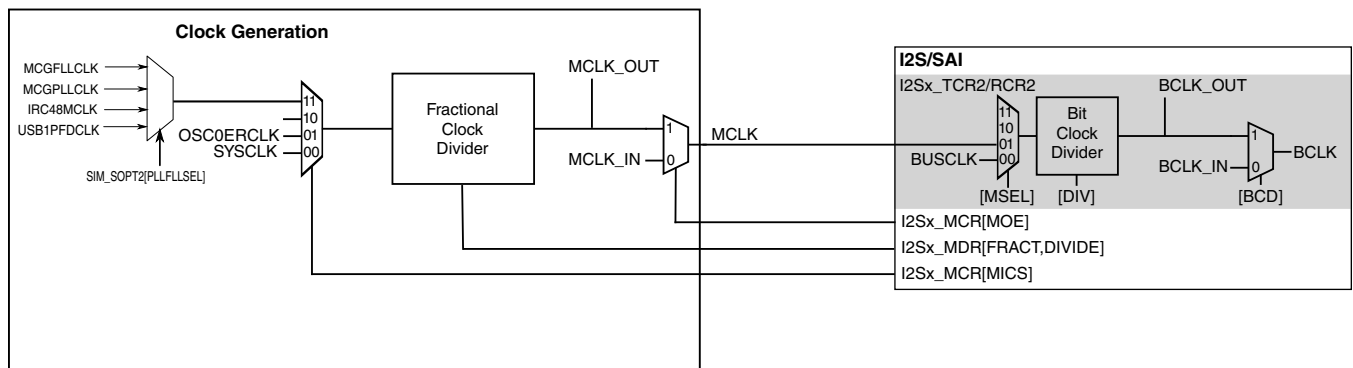 Clock Generation
MCGFLLCLK
MCGPLLCLK
IRC48MCLK
USB1PFDCLK
SIM_SOPT2[PLLFLLSEL]
OSC0ERCLK
SYSCLK
11
10
01
00
Fractional
Clock
Divider
MCLK_OUT
MCLK_IN
1
0
MCLK
I2S/SAI
I2Sx_TCR2/RCR2
BUSCLK
11
10
01
00
[MSEL]
Bit
Clock
Divider
[DIV]
BCLK_OUT
BCLK_IN
1
0
BCLK
[BCD]
I2Sx_MCR[MOE]
I2Sx_MDR[FRACT,DIVIDE]
I2Sx_MCR[MICS]